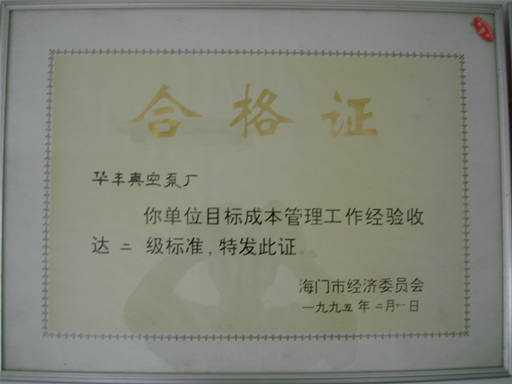 合格证
华丰真空泵厂
你单位目标成本管理工作经验收
达二级标准，特发此证。
海门市经济委员会
一九九五年二月十一日